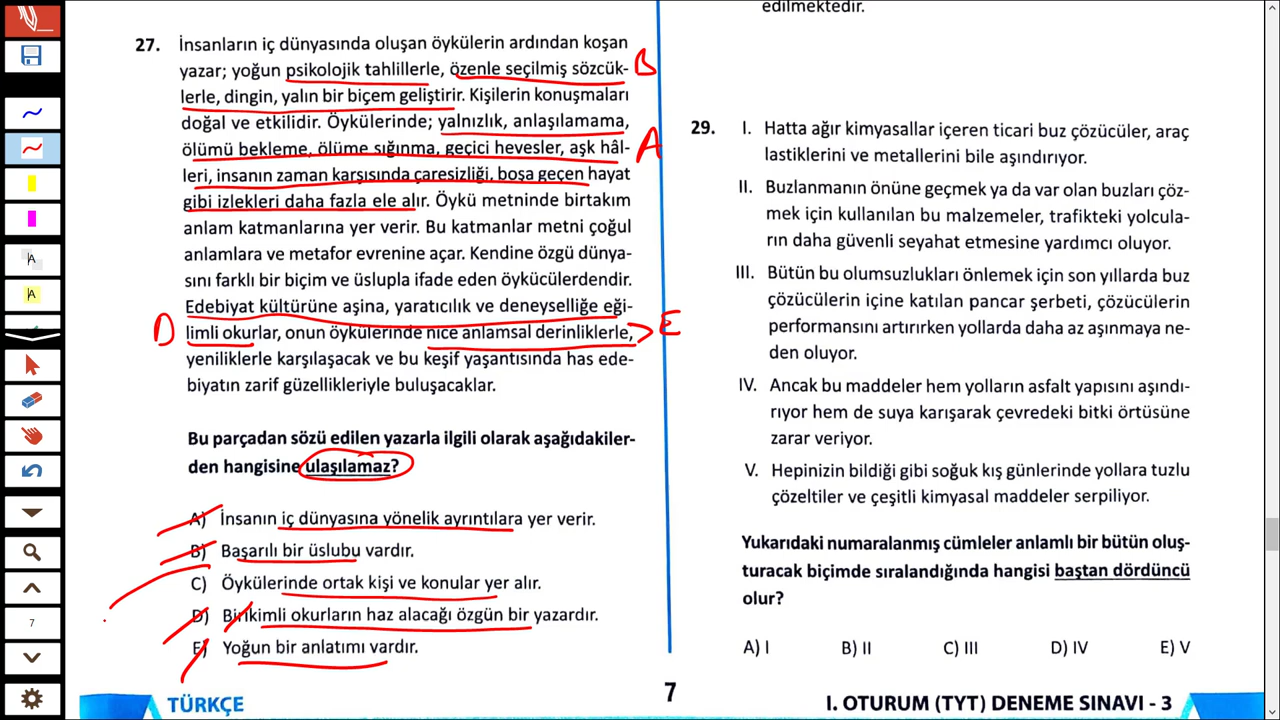 27. İnsanların iç dünyasında oluşan öykülerin ardından koşan
yazar; yoğun psikolojik tahlillerle, özenle seçilmiş sözcük- B
lerle, dingin, yalın bir biçem geliştirir. Kişilerin konuşmaları
doğal ve etkilidir. Öykülerinde; yalnızlık, anlaşılamama,
ölümü bekleme, ölüme sığınma, geçici hevesler, aşk hâl- A
leri, insanın zaman karşısında çaresizliği, boşa geçen hayat
gibi izlekleri daha fazla ele alır. Öykü metninde birtakım
anlam katmanlarına yer verir. Bu katmanlar metni çoğul
anlamlara ve metafor evrenine açar. Kendine özgü dünya-
sını farklı bir biçim ve üslupla ifade eden öykücülerdendir.
Edebiyat kültürüne aşina, yaratıcılık ve deneyselliğe eği-
D limli okurlar, onun öykülerinde nice anlamsal derinliklerle, E
yeniliklerle karşılaşacak ve bu keşif yaşantısında has ede-
biyatın zarif güzellikleriyle buluşacaklar.
Bu parçadan sözü edilen yazarla ilgili olarak aşağıdakiler-
den hangisine ulaşılamaz?
A) İnsanın iç dünyasına yönelik ayrıntılara yer verir.
B) Başarılı bir üslubu vardır.
C) Öykülerinde ortak kişi ve konular yer alır.
D) Birikimli okurların haz alacağı özgün bir yazardır.
E) Yoğun bir anlatımı vardır.
edilmektedir.
29. I. Hatta ağır kimyasallar içeren ticari buz çözücüler, araç
lastiklerini ve metallerini bile aşındırıyor.
II. Buzlanmanın önüne geçmek ya da var olan buzları çöz-
mek için kullanılan bu malzemeler, trafikteki yolcula-
rın daha güvenli seyahat etmesine yardımcı oluyor.
III. Bütün bu olumsuzlukları önlemek için son yıllarda buz
çözücülerin içine katılan pancar şerbeti, çözücülerin
performansını artırırken yollarda daha az aşınmaya ne-
den oluyor.
IV. Ancak bu maddeler hem yolların asfalt yapısını aşındı-
rıyor hem de suya karışarak çevredeki bitki örtüsüne
zarar veriyor.
V. Hepinizin bildiği gibi soğuk kış günlerinde yollara tuzlu
çözeltiler ve çeşitli kimyasal maddeler serpiliyor.
Yukarıdaki numaralanmış cümleler anlamlı bir bütün oluş-
turacak biçimde sıralandığında hangisi baştan dördüncü
olur?
A) I B) II C) III D) IV E) V
TÜRKÇE
7
I. OTURUM (TYT) DENEME SINAVI - 3
A
A
7